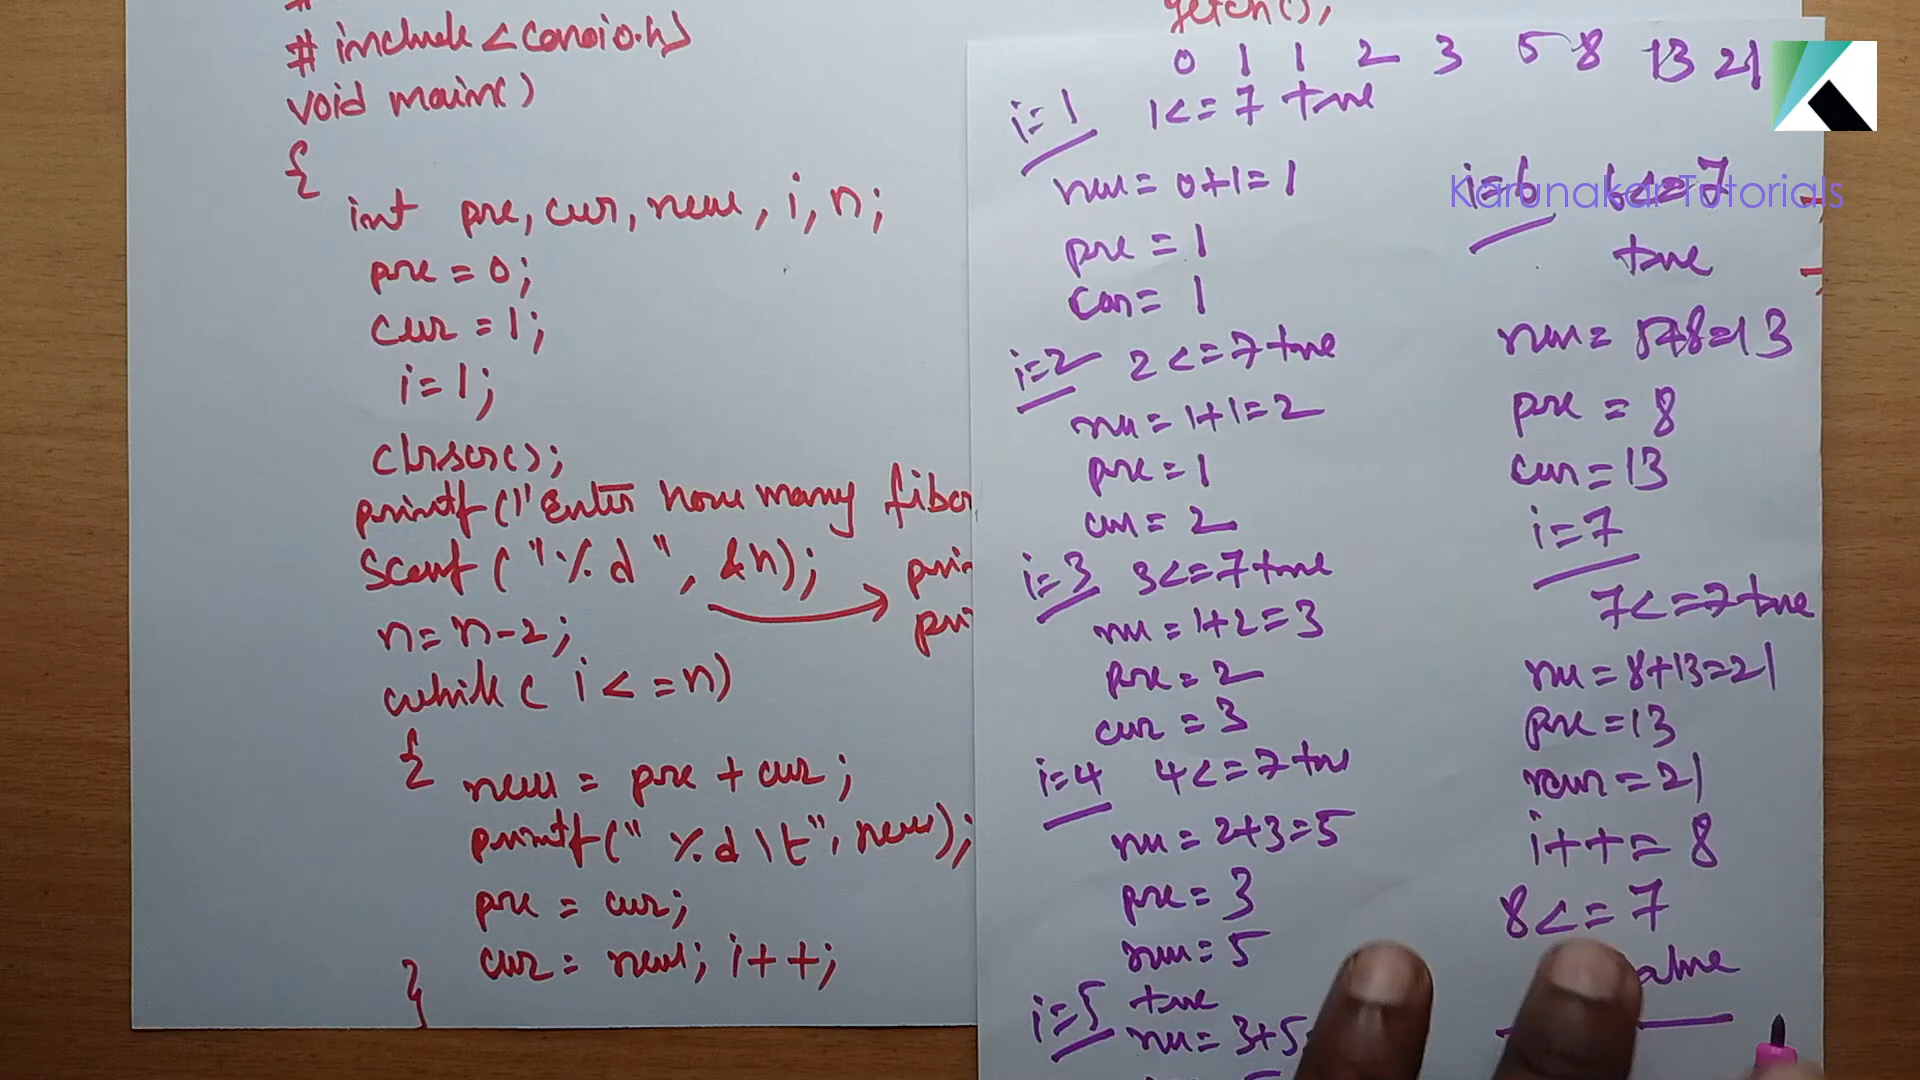 # include <conio.h>
void main()
{
int pre, cur, new, i, n;
pre = 0;
cur = 1;
i = 1;
clrscr();
printf("Enter how many fibo
scanf ("%d", &n);
prin
pri
n = n-2;
while( i <= n)
{
new = pre + cur;
printf(" %d \t", new);
pre = cur;
cur = new; i++;
}
getch();
0 1 1 2 3 5 8 13 21
i=1 1<=7 true
new = 0+1=1
pre = 1
cur = 1
i=2 2<=7 true
new = 1+1=2
pre = 1
cur = 2
i=3 3<=7 true
new = 1+2=3
pre = 2
cur = 3
i=4 4<=7 true
new = 2+3=5
pre = 3
new = 5
i=5 true
new = 3+5
Karunakar Tutorials
i=6 6<=7
true
new = 5+8=13
pre = 8
cur = 13
i=7
7<=7 true
new = 8+13=21
pre = 13
cur = 21
i++ = 8
8<=7